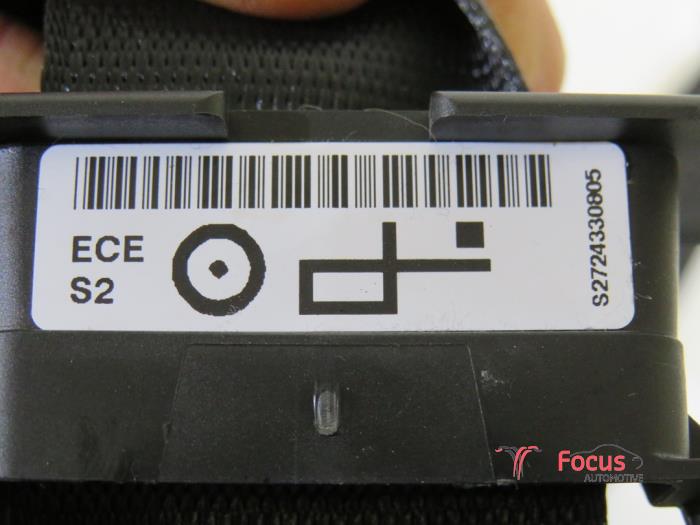 ECE
S2
S2724330805
Focus
AUTOMOTIVE